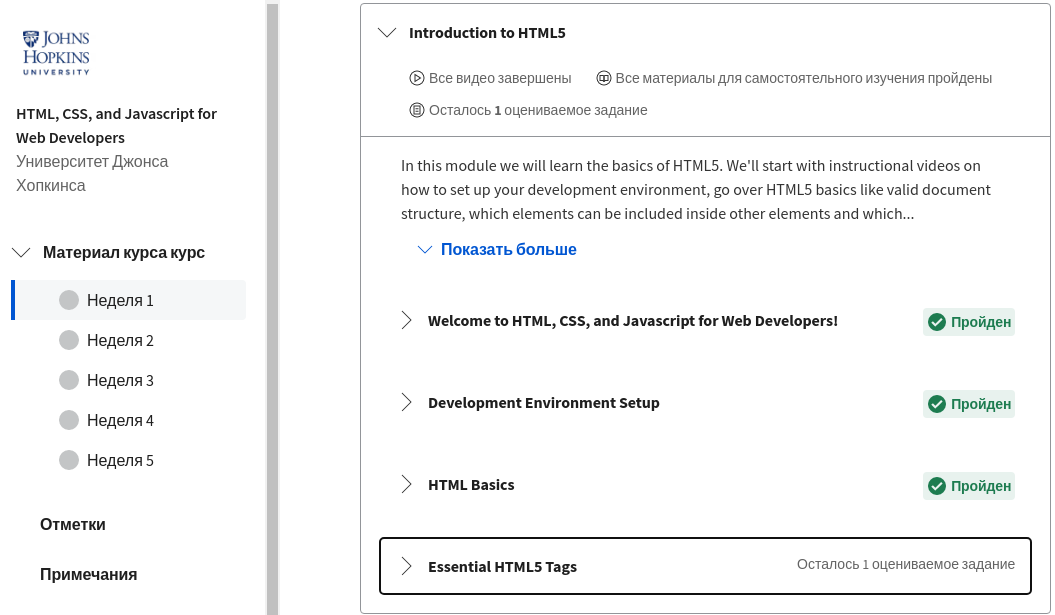 JOHNS
HOPKINS
UNIVERSITY
HTML, CSS, and Javascript for
Web Developers
Университет Джонса
Хопкинса
Материал курса курс
Неделя 1
Неделя 2
Неделя 3
Неделя 4
Неделя 5
Отметки
Примечания
Introduction to HTML5
Все видео завершены Все материалы для самостоятельного изучения пройдены
Осталось 1 оцениваемое задание
In this module we will learn the basics of HTML5. We'll start with instructional videos on
how to set up your development environment, go over HTML5 basics like valid document
structure, which elements can be included inside other elements and which...
Показать больше
Welcome to HTML, CSS, and Javascript for Web Developers! Пройден
Development Environment Setup Пройден
HTML Basics Пройден
Essential HTML5 Tags Осталось 1 оцениваемое задание